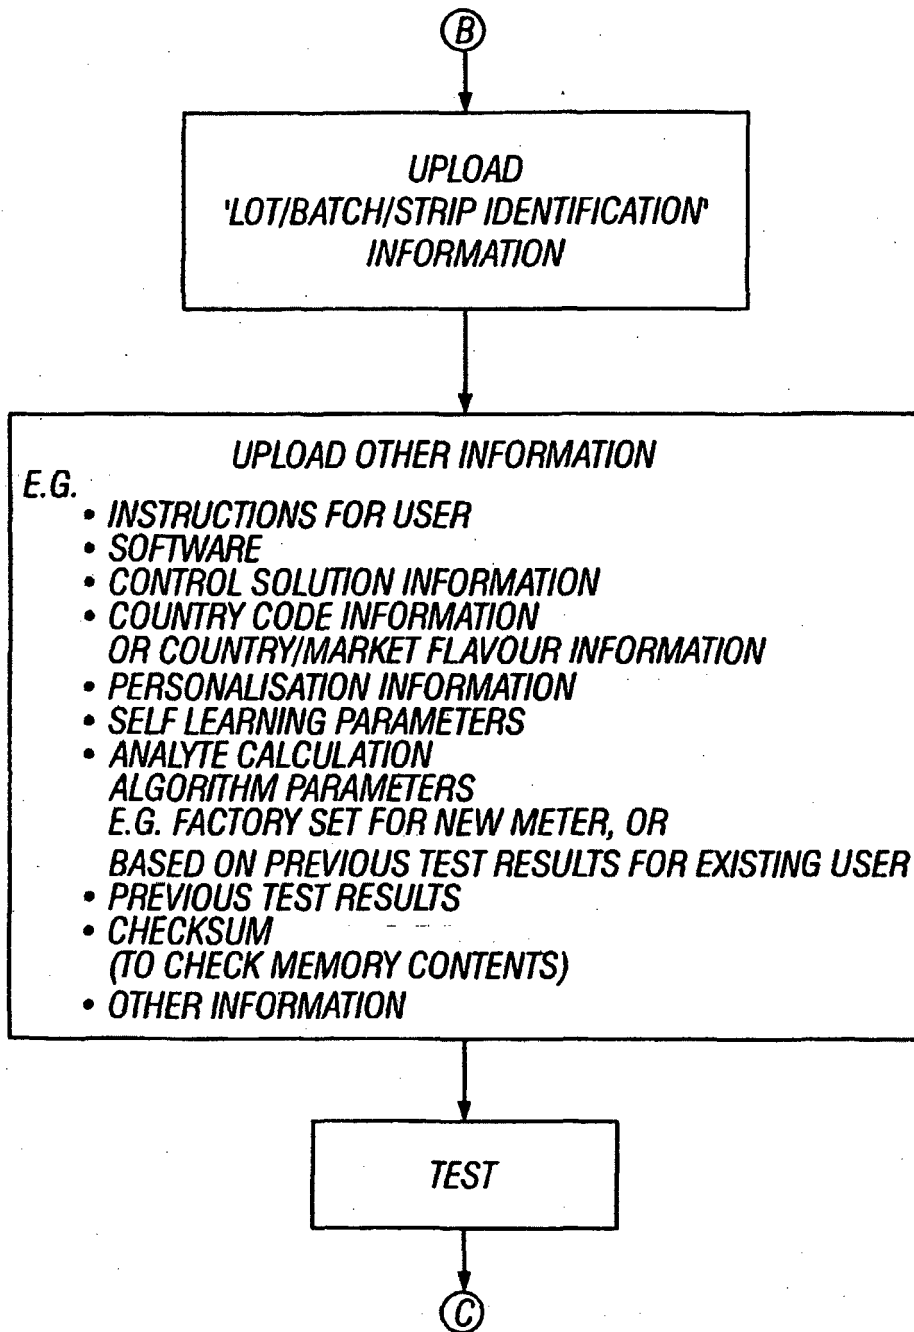 B
UPLOAD
'LOT/BATCH/STRIP IDENTIFICATION'
INFORMATION
UPLOAD OTHER INFORMATION
E.G.
• INSTRUCTIONS FOR USER
• SOFTWARE
• CONTROL SOLUTION INFORMATION
• COUNTRY CODE INFORMATION
OR COUNTRY/MARKET FLAVOUR INFORMATION
• PERSONALISATION INFORMATION
• SELF LEARNING PARAMETERS
• ANALYTE CALCULATION
ALGORITHM PARAMETERS
E.G. FACTORY SET FOR NEW METER, OR
BASED ON PREVIOUS TEST RESULTS FOR EXISTING USER
• PREVIOUS TEST RESULTS
• CHECKSUM
(TO CHECK MEMORY CONTENTS)
• OTHER INFORMATION
TEST
C